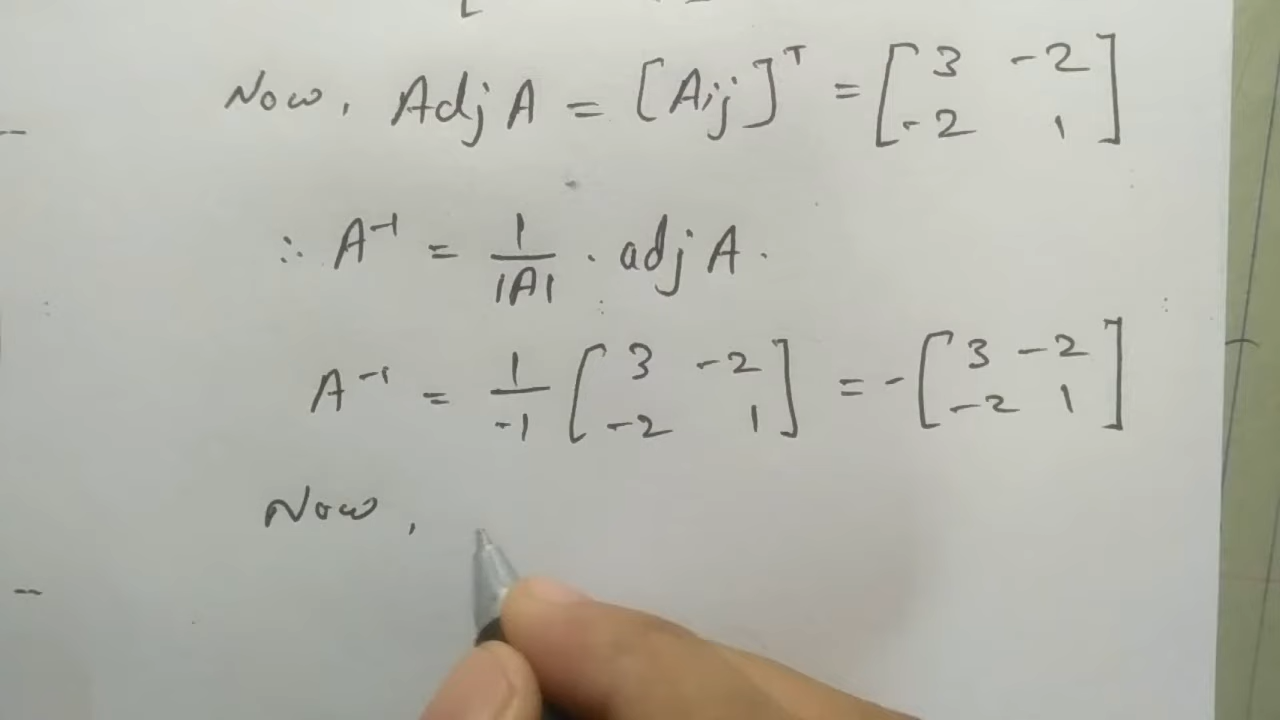 Now, Adj A = [Aij]ᵀ = [3 -2
-2 1]
∴ A⁻¹ = 1/|A| . adj A.
A⁻¹ = 1/-1 [3 -2
-2 1] = -[3 -2
-2 1]
Now,